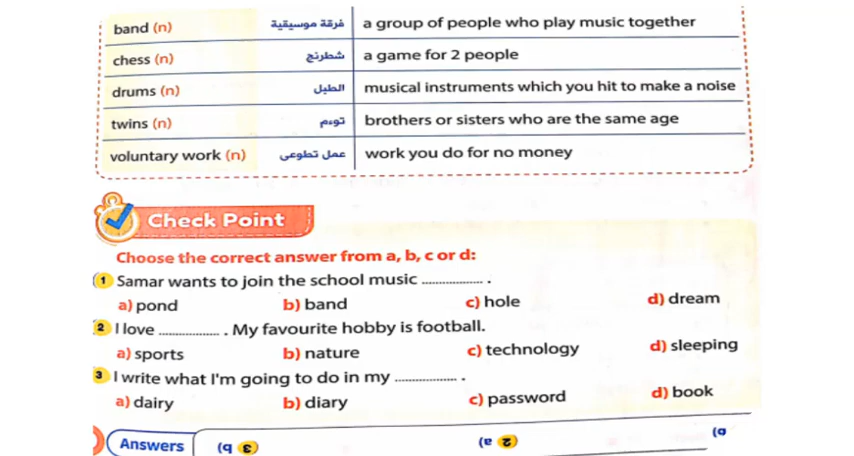 band (n) فرقة موسيقية a group of people who play music together
chess (n) شطرنج a game for 2 people
drums (n) الطبل musical instruments which you hit to make a noise
twins (n) توءم brothers or sisters who are the same age
voluntary work (n) عمل تطوعى work you do for no money
Check Point
Choose the correct answer from a, b, c or d:
1 Samar wants to join the school music .................. .
a) pond b) band c) hole d) dream
2 I love .................. . My favourite hobby is football.
a) sports b) nature c) technology d) sleeping
3 I write what I'm going to do in my .................. .
a) dairy b) diary c) password d) book
Answers 3 b) 2 a) b)